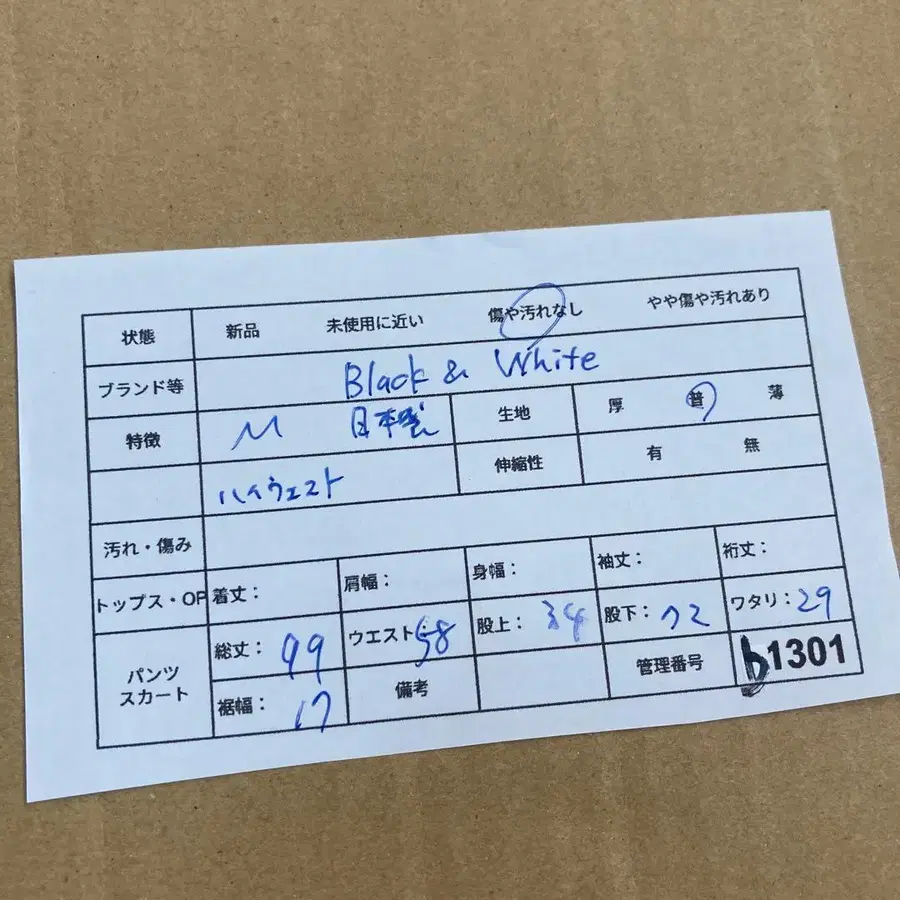 状態 新品 未使用に近い 傷や汚れなし やや傷や汚れあり
ブランド等 Black & White
特徴 M 日本製 生地 厚 普 薄
ハイウェスト 伸縮性 有 無
汚れ・傷み
トップス・OP 着丈: 肩幅: 身幅: 袖丈: 裄丈:
パンツ スカート 総丈: 99 ウエスト: 58 股上: 34 股下: 72 ワタリ: 29
裾幅: 17 備考 管理番号 b1301